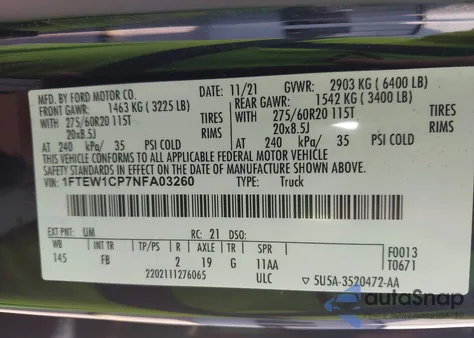 MFD. BY FORD MOTOR CO. DATE: 11/21 GVWR: 2903 KG ( 6400 LB)
FRONT GAWR: 1463 KG ( 3225 LB) REAR GAWR: 1542 KG ( 3400 LB)
WITH 275/60R20 115T TIRES WITH 275/60R20 115T TIRES
20x8.5J RIMS 20x8.5J RIMS
AT 240 kPa/ 35 PSI COLD AT 240 kPa/ 35 PSI COLD
THIS VEHICLE CONFORMS TO ALL APPLICABLE FEDERAL MOTOR VEHICLE
SAFETY STANDARDS IN EFFECT ON THE DATE OF MANUFACTURE SHOWN ABOVE.
VIN: 1FTEW1CP7NFA03260 TYPE: Truck
EXT PNT: UM RC: 21 DSO: F0013
WB INT TR TP/PS R AXLE TR SPR T0671
145 FB 2 19 G 11AA
2202111276065 ULC 5U5A-3520472-AA
autoSnap